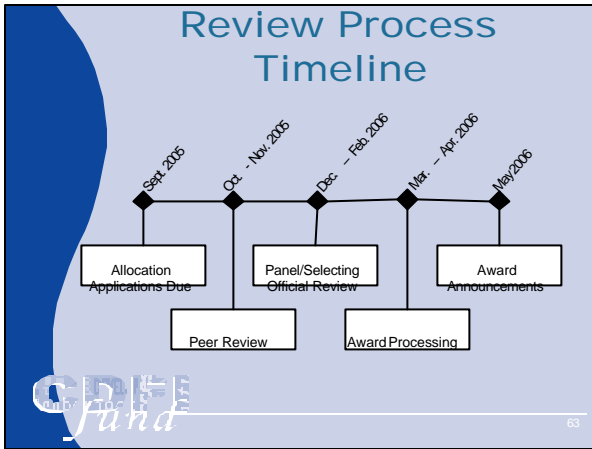 Review Process
Timeline
Sept. 2005
Oct. - Nov. 2005
Dec. – Feb. 2006
Mar. – Apr. 2006
May 2006
Allocation
Applications Due
Panel/Selecting
Official Review
Award
Announcements
Peer Review
Award Processing
CDFI
fund
63